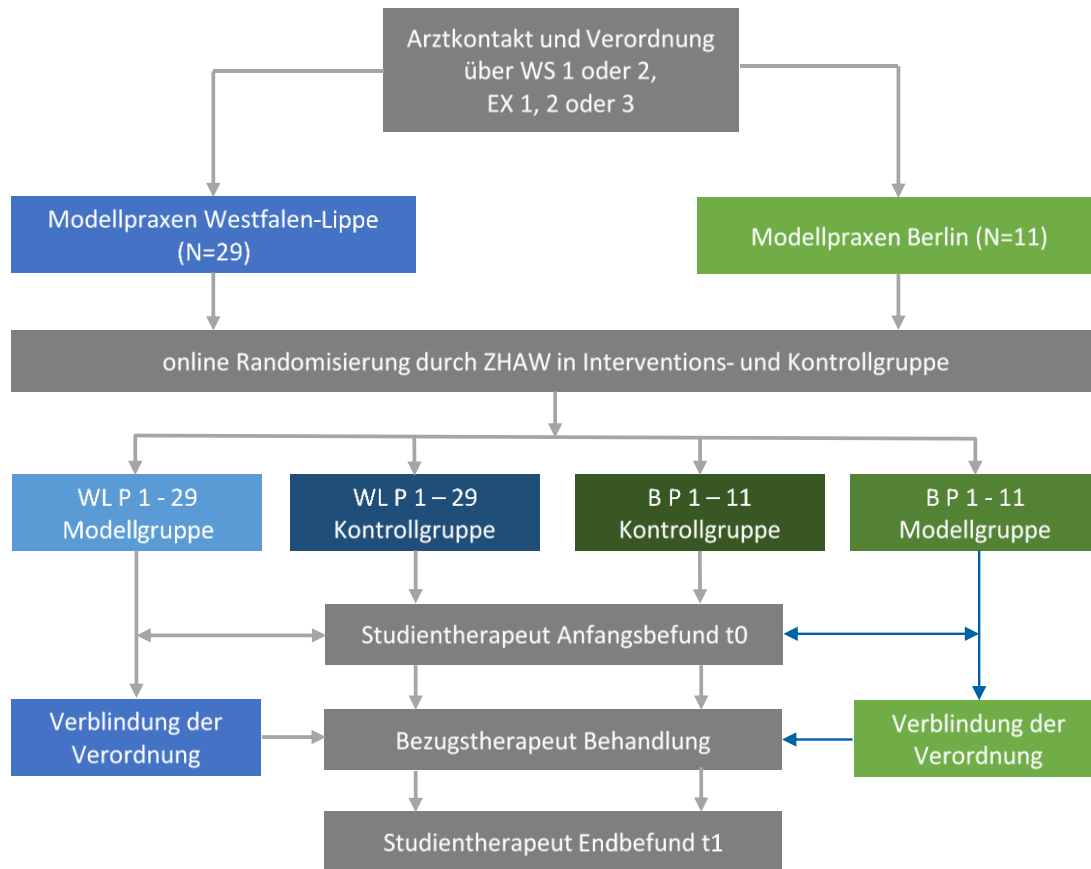 Arztkontakt und Verordnung
über WS 1 oder 2,
EX 1, 2 oder 3
Modellpraxen Westfalen-Lippe
(N=29)
Modellpraxen Berlin (N=11)
online Randomisierung durch ZHAW in Interventions- und Kontrollgruppe
WL P 1 - 29
Modellgruppe
WL P 1 – 29
Kontrollgruppe
B P 1 – 11
Kontrollgruppe
B P 1 - 11
Modellgruppe
Studientherapeut Anfangsbefund t0
Verblindung der
Verordnung
Bezugstherapeut Behandlung
Verblindung der
Verordnung
Studientherapeut Endbefund t1